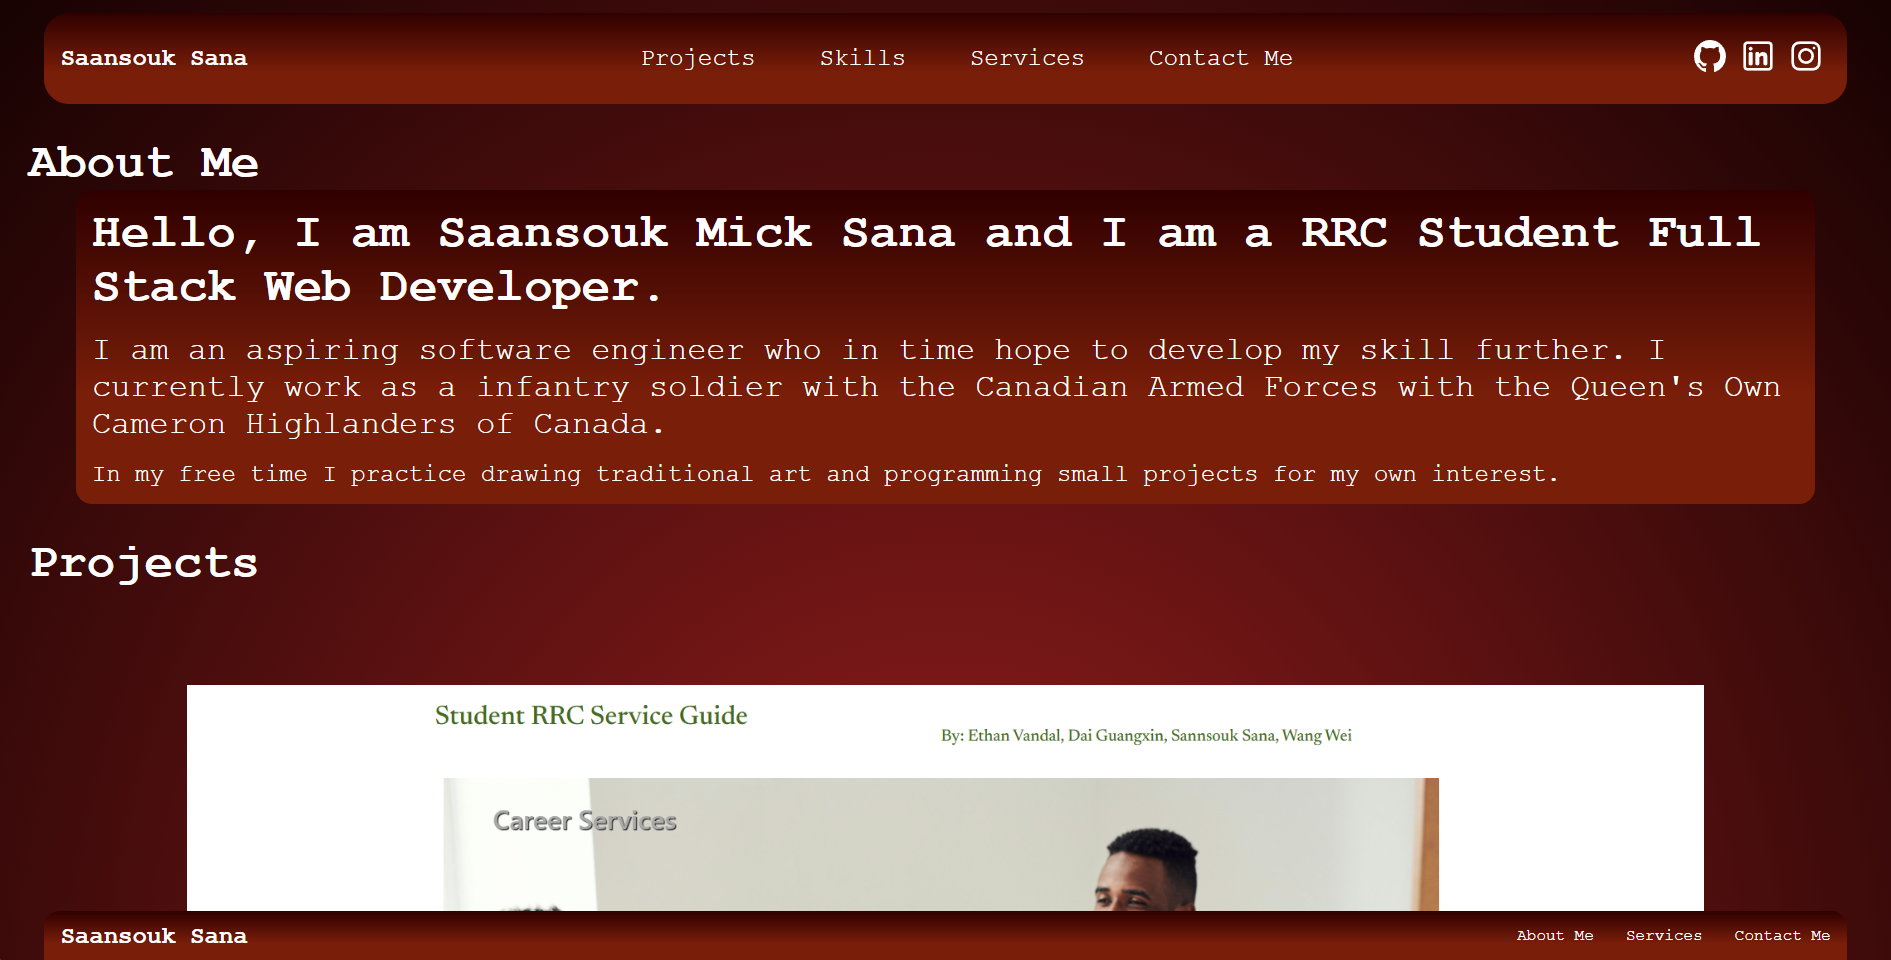 Saansouk Sana
Projects
Skills
Services
Contact Me
About Me
Hello, I am Saansouk Mick Sana and I am a RRC Student Full
Stack Web Developer.
I am an aspiring software engineer who in time hope to develop my skill further. I
currently work as a infantry soldier with the Canadian Armed Forces with the Queen's Own
Cameron Highlanders of Canada.
In my free time I practice drawing traditional art and programming small projects for my own interest.
Projects
Student RRC Service Guide
By: Ethan Vandal, Dai Guangxin, Sannsouk Sana, Wang Wei
Career Services
Saansouk Sana
About Me
Services
Contact Me